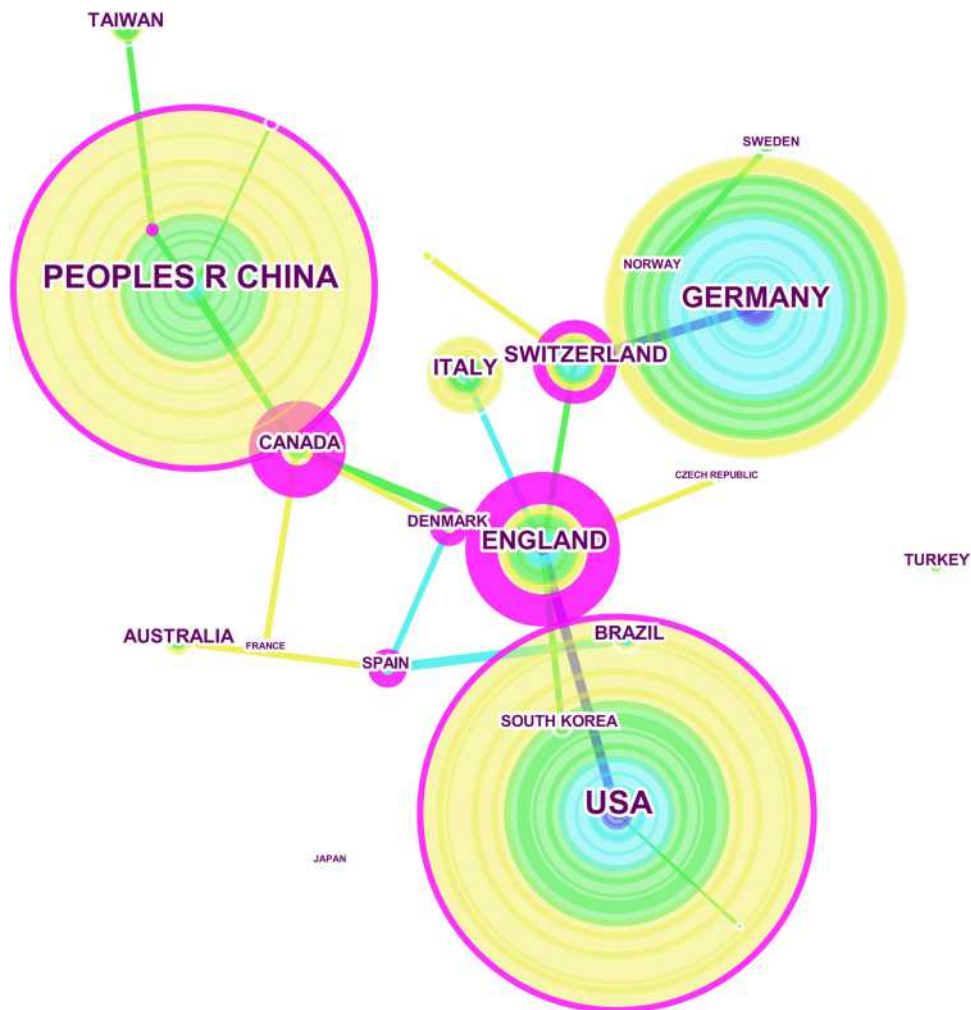 TAIWAN
SWEDEN
NORWAY
PEOPLES R CHINA
GERMANY
SWITZERLAND
ITALY
CANADA
CZECH REPUBLIC
DENMARK
ENGLAND
TURKEY
AUSTRALIA
FRANCE
BRAZIL
SPAIN
SOUTH KOREA
USA
JAPAN